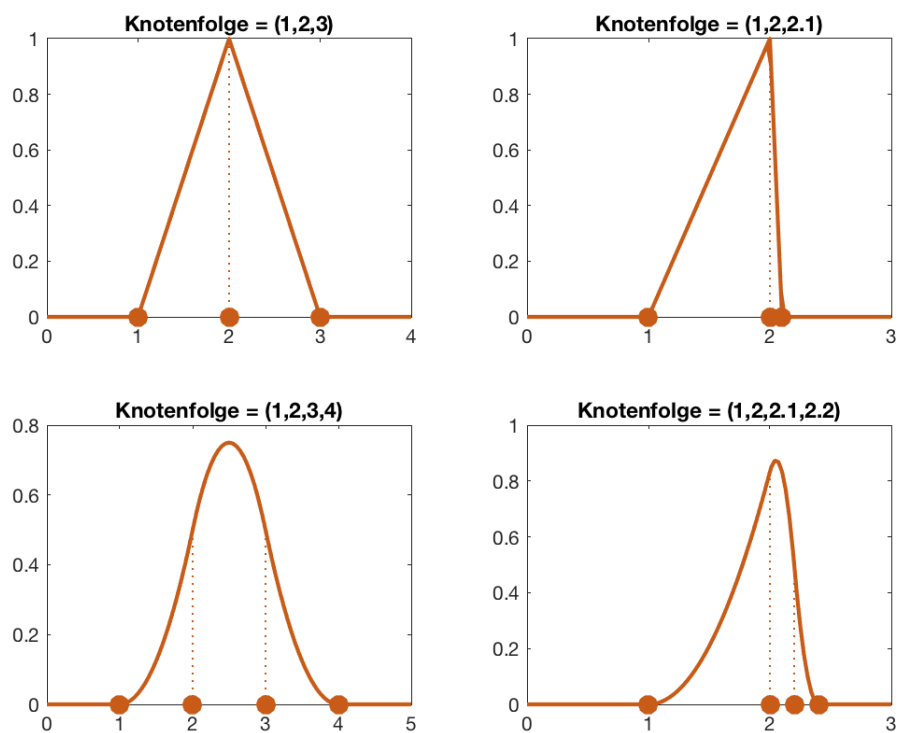 Knotenfolge = (1,2,3)
1
0.8
0.6
0.4
0.2
0
0 1 2 3 4
Knotenfolge = (1,2,2.1)
1
0.8
0.6
0.4
0.2
0
0 1 2 3
Knotenfolge = (1,2,3,4)
0.8
0.6
0.4
0.2
0
0 1 2 3 4 5
Knotenfolge = (1,2,2.1,2.2)
1
0.8
0.6
0.4
0.2
0
0 1 2 3